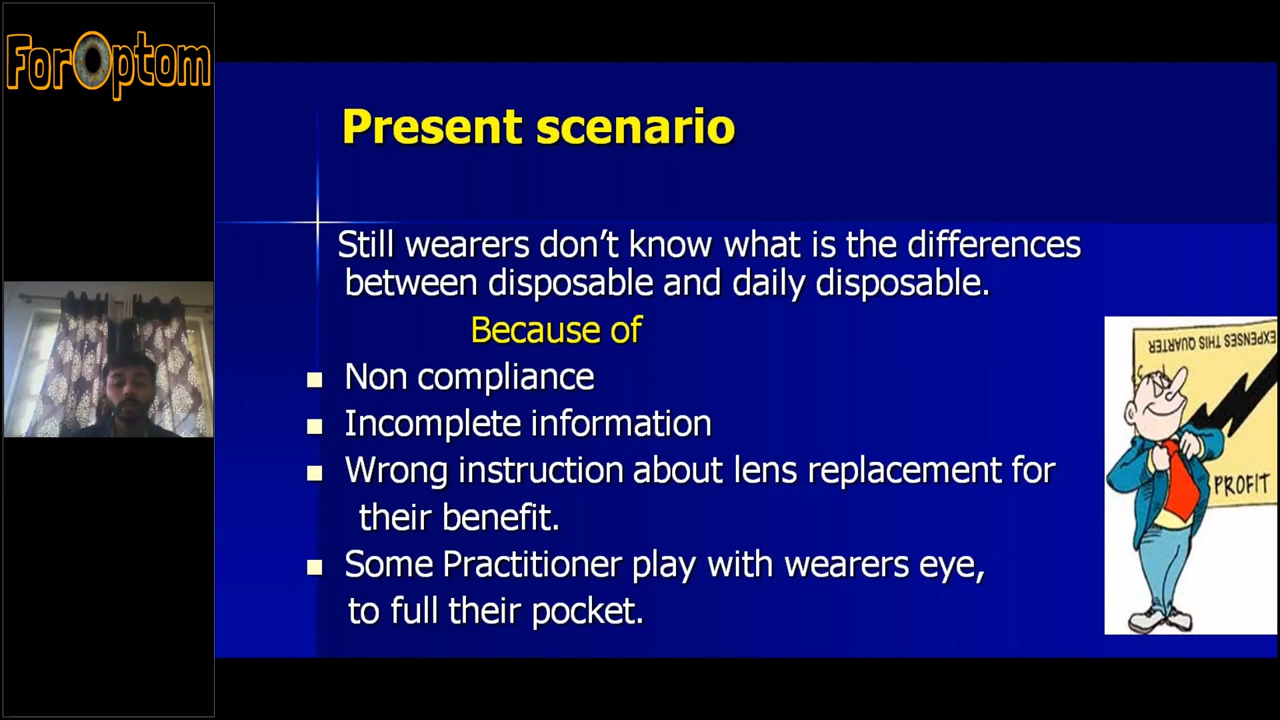 ForOptom
Present scenario
Still wearers don’t know what is the differences
between disposable and daily disposable.
Because of
Non compliance
Incomplete information
Wrong instruction about lens replacement for
their benefit.
Some Practitioner play with wearers eye,
to full their pocket.
EXPENSES THIS QUARTER
PROFIT